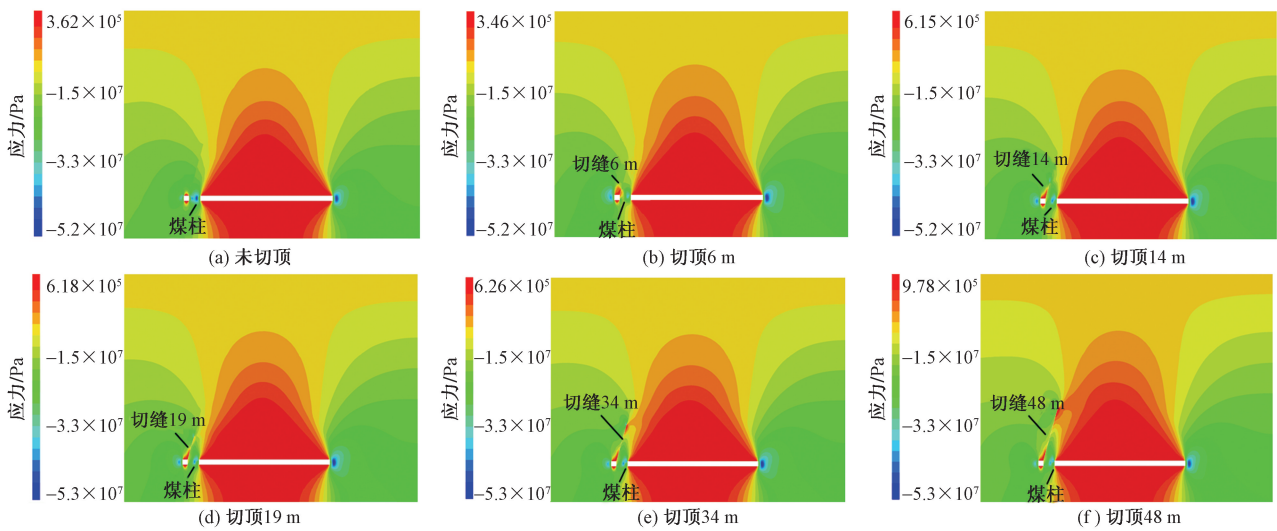 3.62×10⁵
−1.5×10⁷
−3.3×10⁷
−5.2×10⁷
应力/Pa
煤柱
(a) 未切顶
3.46×10⁵
−1.5×10⁷
−3.3×10⁷
−5.2×10⁷
应力/Pa
切缝6 m
煤柱
(b) 切顶6 m
6.15×10⁵
−1.5×10⁷
−3.3×10⁷
−5.2×10⁷
应力/Pa
切缝14 m
煤柱
(c) 切顶14 m
6.18×10⁵
−1.5×10⁷
−3.3×10⁷
−5.3×10⁷
应力/Pa
切缝19 m
煤柱
(d) 切顶19 m
6.26×10⁵
−1.5×10⁷
−3.3×10⁷
−5.3×10⁷
应力/Pa
切缝34 m
煤柱
(e) 切顶34 m
9.78×10⁵
−1.5×10⁷
−3.3×10⁷
−5.3×10⁷
应力/Pa
切缝48 m
煤柱
(f) 切顶48 m